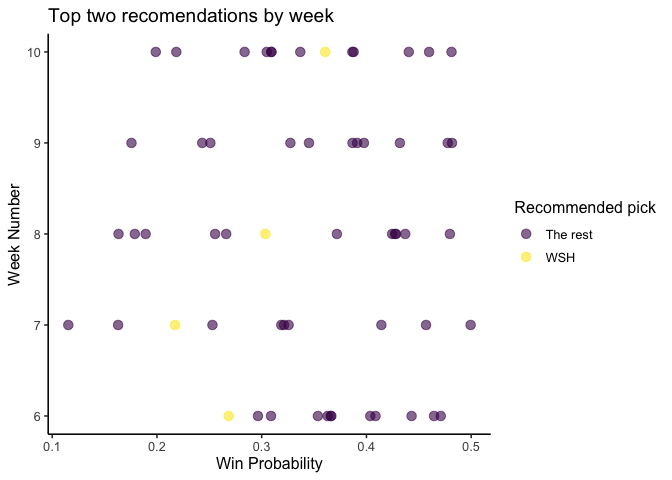 Top two recomendations by week
10
9
8
7
6
Week Number
0.1 0.2 0.3 0.4 0.5
Win Probability
Recommended pick
The rest
WSH